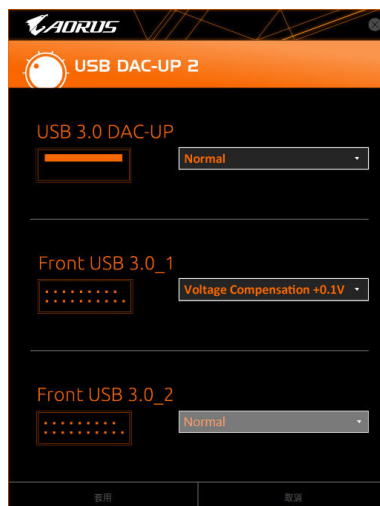 AORUS
USB DAC-UP 2
USB 3.0 DAC-UP
Normal
Front USB 3.0_1
Voltage Compensation +0.1V
Front USB 3.0_2
Normal
套用 取消